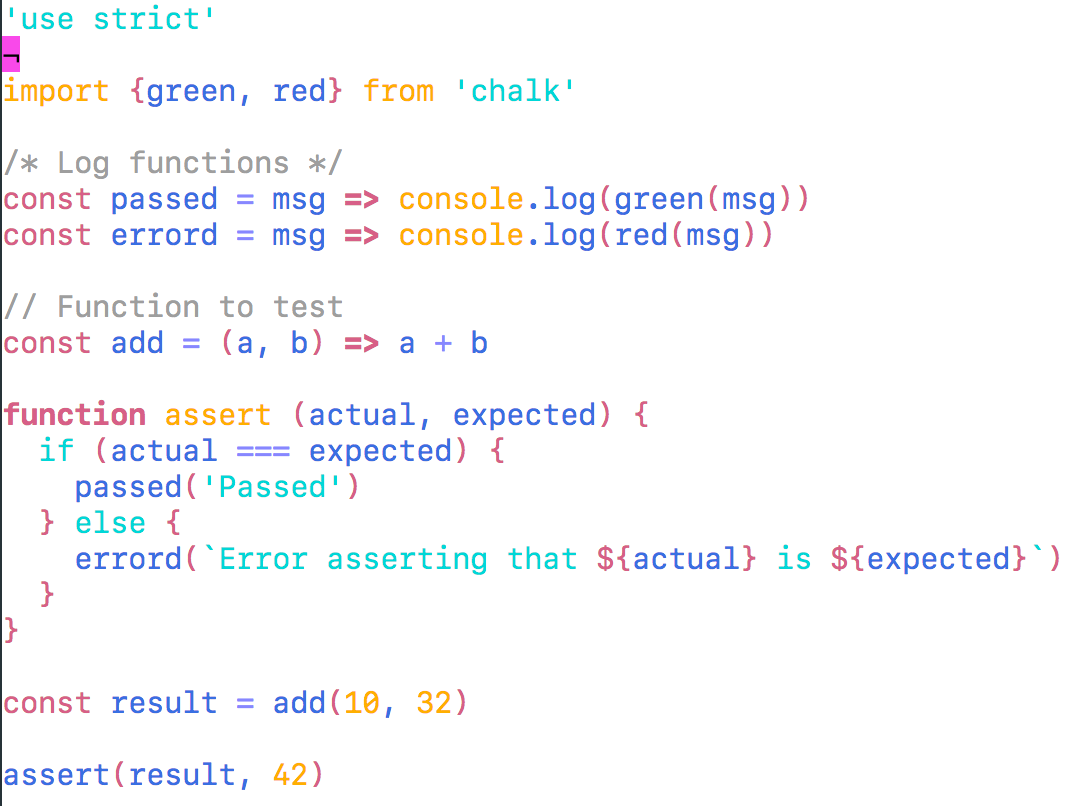 'use strict'
¬
import {green, red} from 'chalk'

/* Log functions */
const passed = msg => console.log(green(msg))
const errord = msg => console.log(red(msg))

// Function to test
const add = (a, b) => a + b

function assert (actual, expected) {
  if (actual === expected) {
    passed('Passed')
  } else {
    errord(`Error asserting that ${actual} is ${expected}`)
  }
}

const result = add(10, 32)

assert(result, 42)